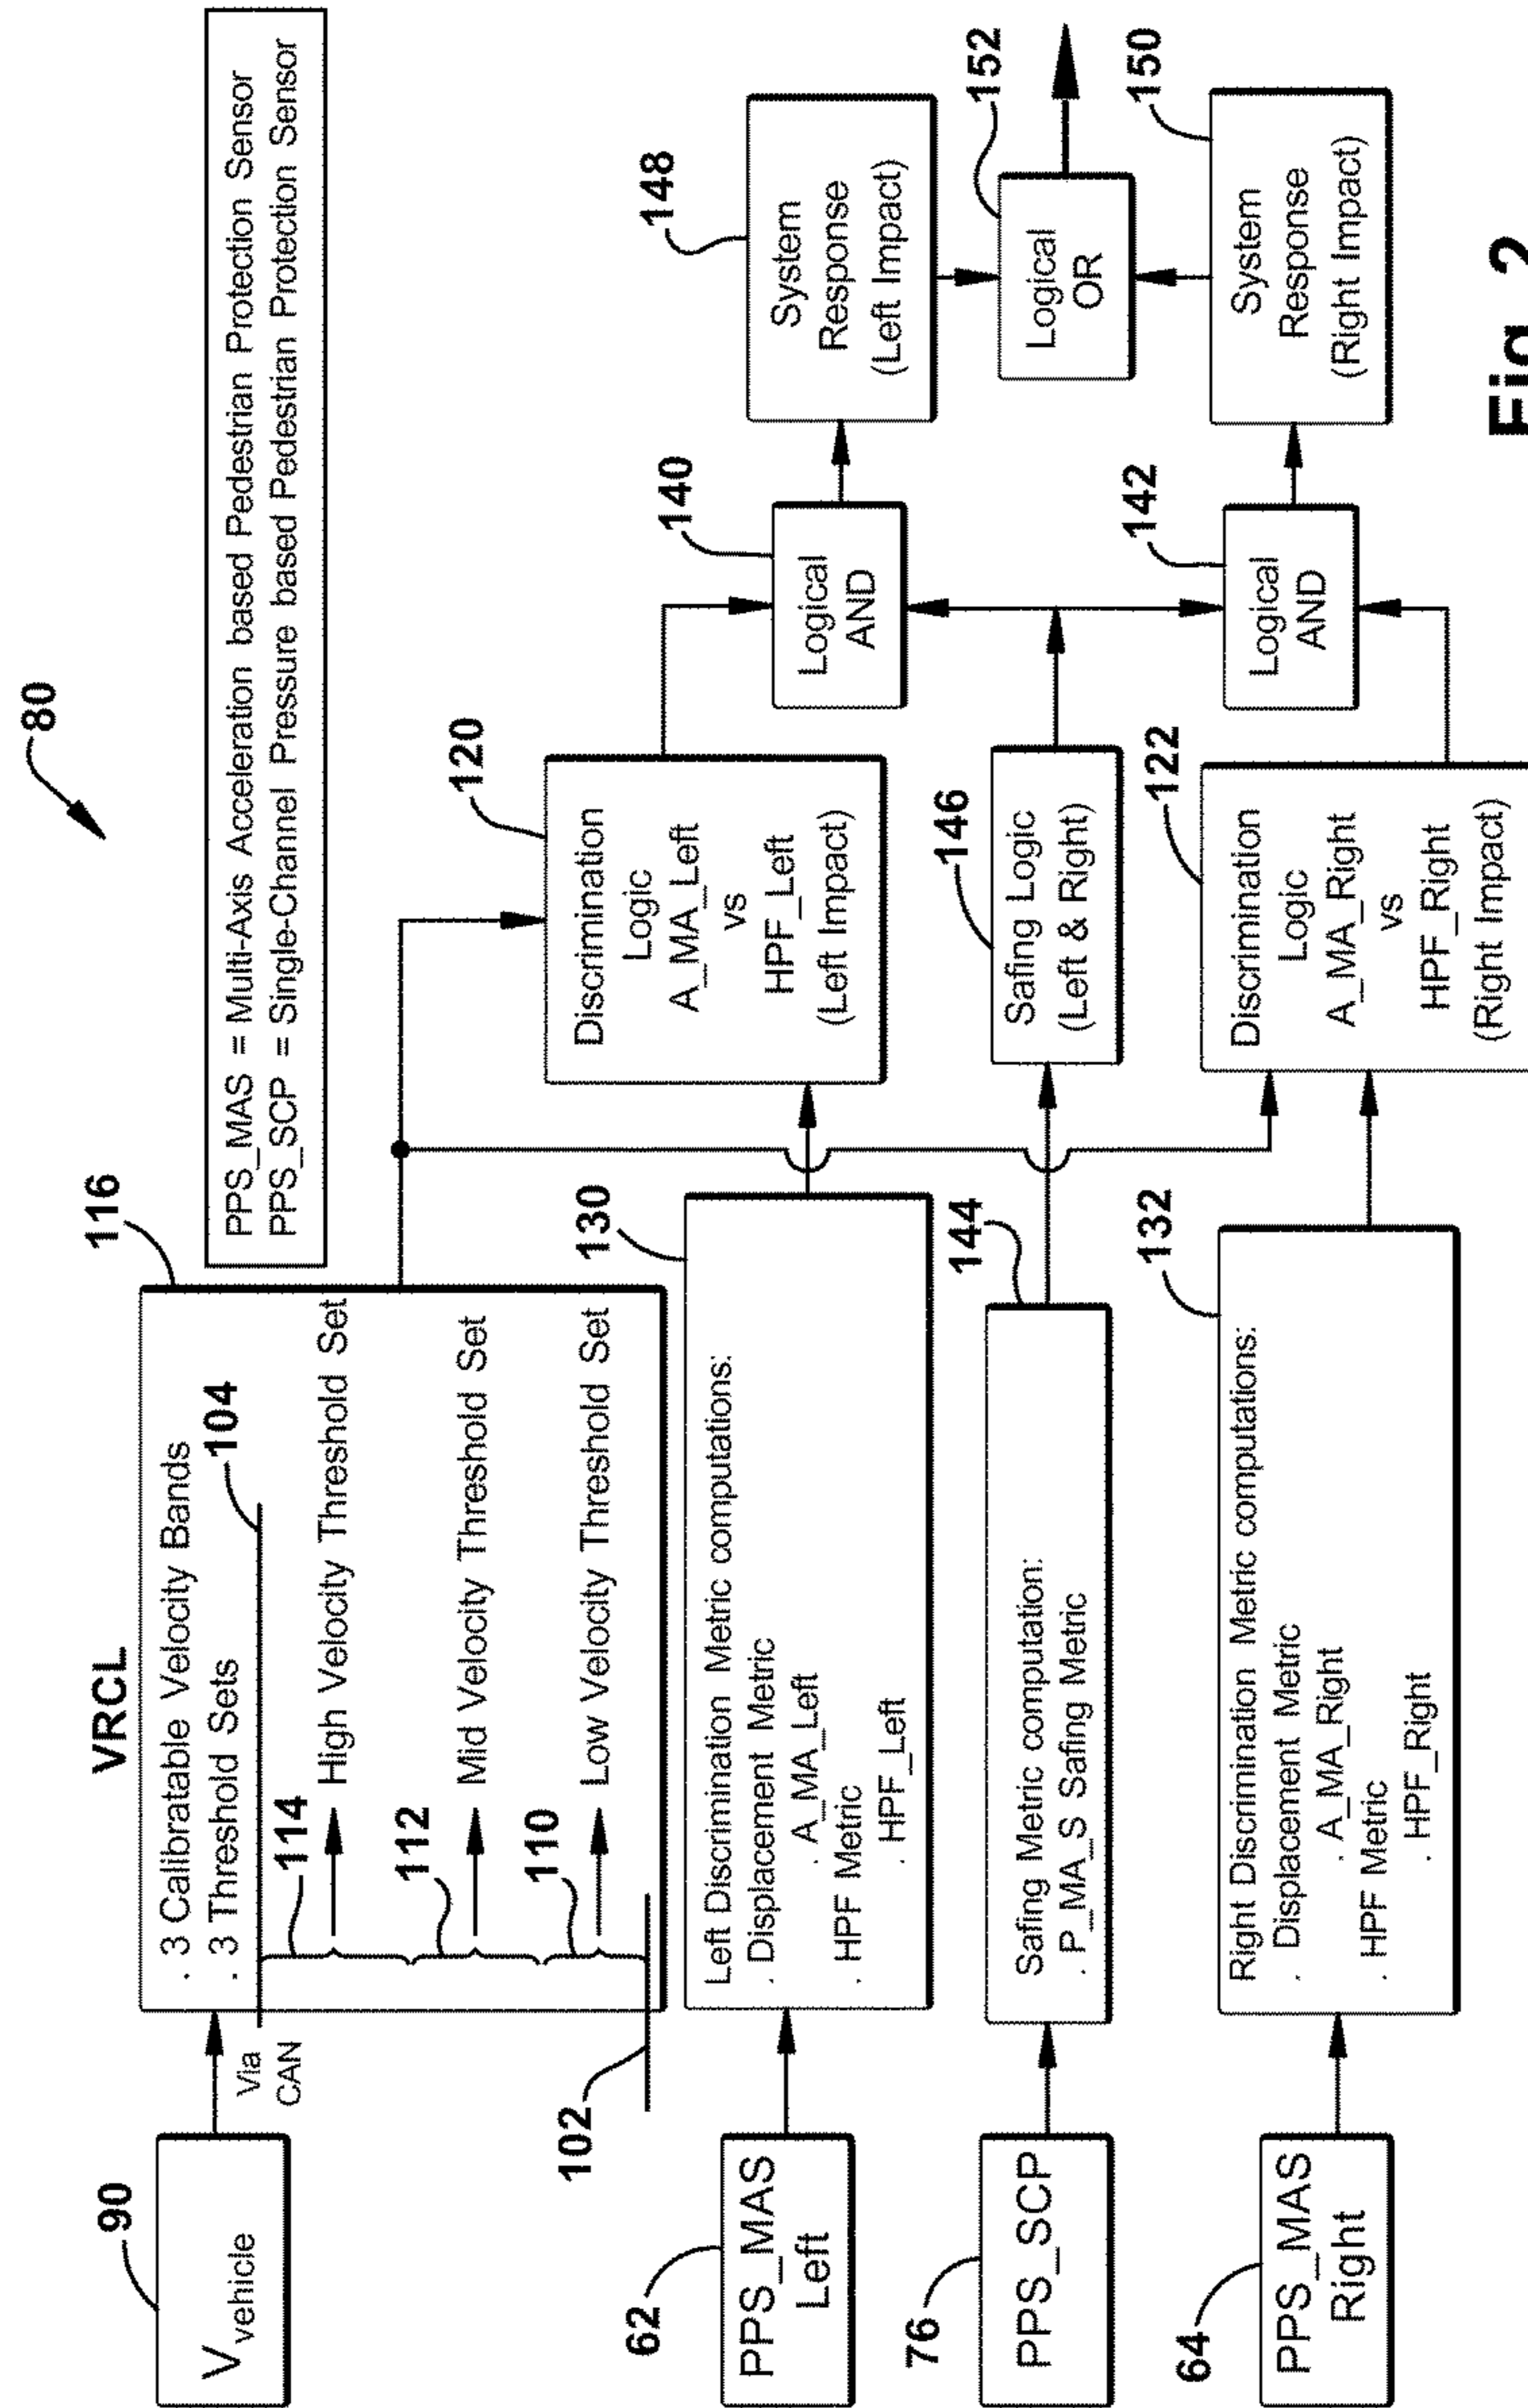 80
PPS_MAS = Multi-Axis Acceleration based Pedestrian Protection Sensor
PPS_SCP = Single-Channel Pressure based Pedestrian Protection Sensor
90
V vehicle
Via
CAN
VRCL
116
. 3 Calibratable Velocity Bands
. 3 Threshold Sets
104
114
High Velocity Threshold Set
112
Mid Velocity Threshold Set
110
Low Velocity Threshold Set
102
62
PPS_MAS
Left
130
Left Discrimination Metric computations:
. Displacement Metric
. A_MA_Left
. HPF Metric
. HPF_Left
120
Discrimination
Logic
A_MA_Left
vs
HPF_Left
(Left Impact)
140
Logical
AND
148
System
Response
(Left Impact)
76
PPS_SCP
144
Safing Metric computation:
. P_MA_S Safing Metric
146
Safing Logic
(Left & Right)
152
Logical
OR
64
PPS_MAS
Right
132
Right Discrimination Metric computations:
. Displacement Metric
. A_MA_Right
. HPF Metric
. HPF_Right
122
Discrimination
Logic
A_MA_Right
vs
HPF_Right
(Right Impact)
142
Logical
AND
150
System
Response
(Right Impact)
Fig. 2